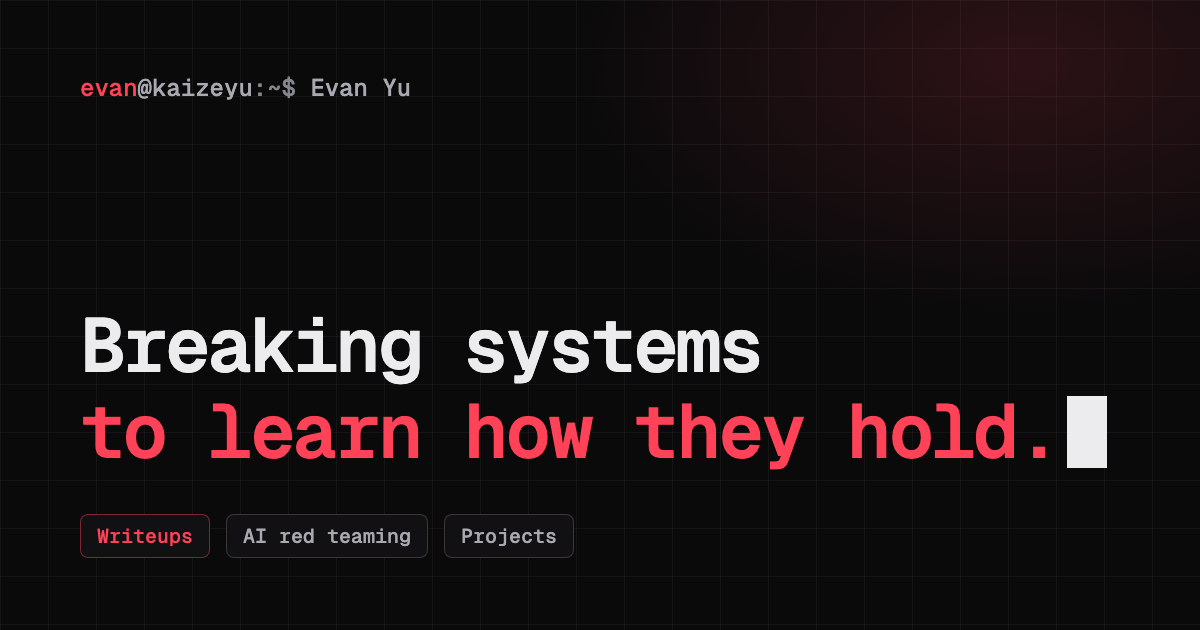 evan@kaizeyu:~$ Evan Yu
Breaking systems
to learn how they hold.
Writeups AI red teaming Projects